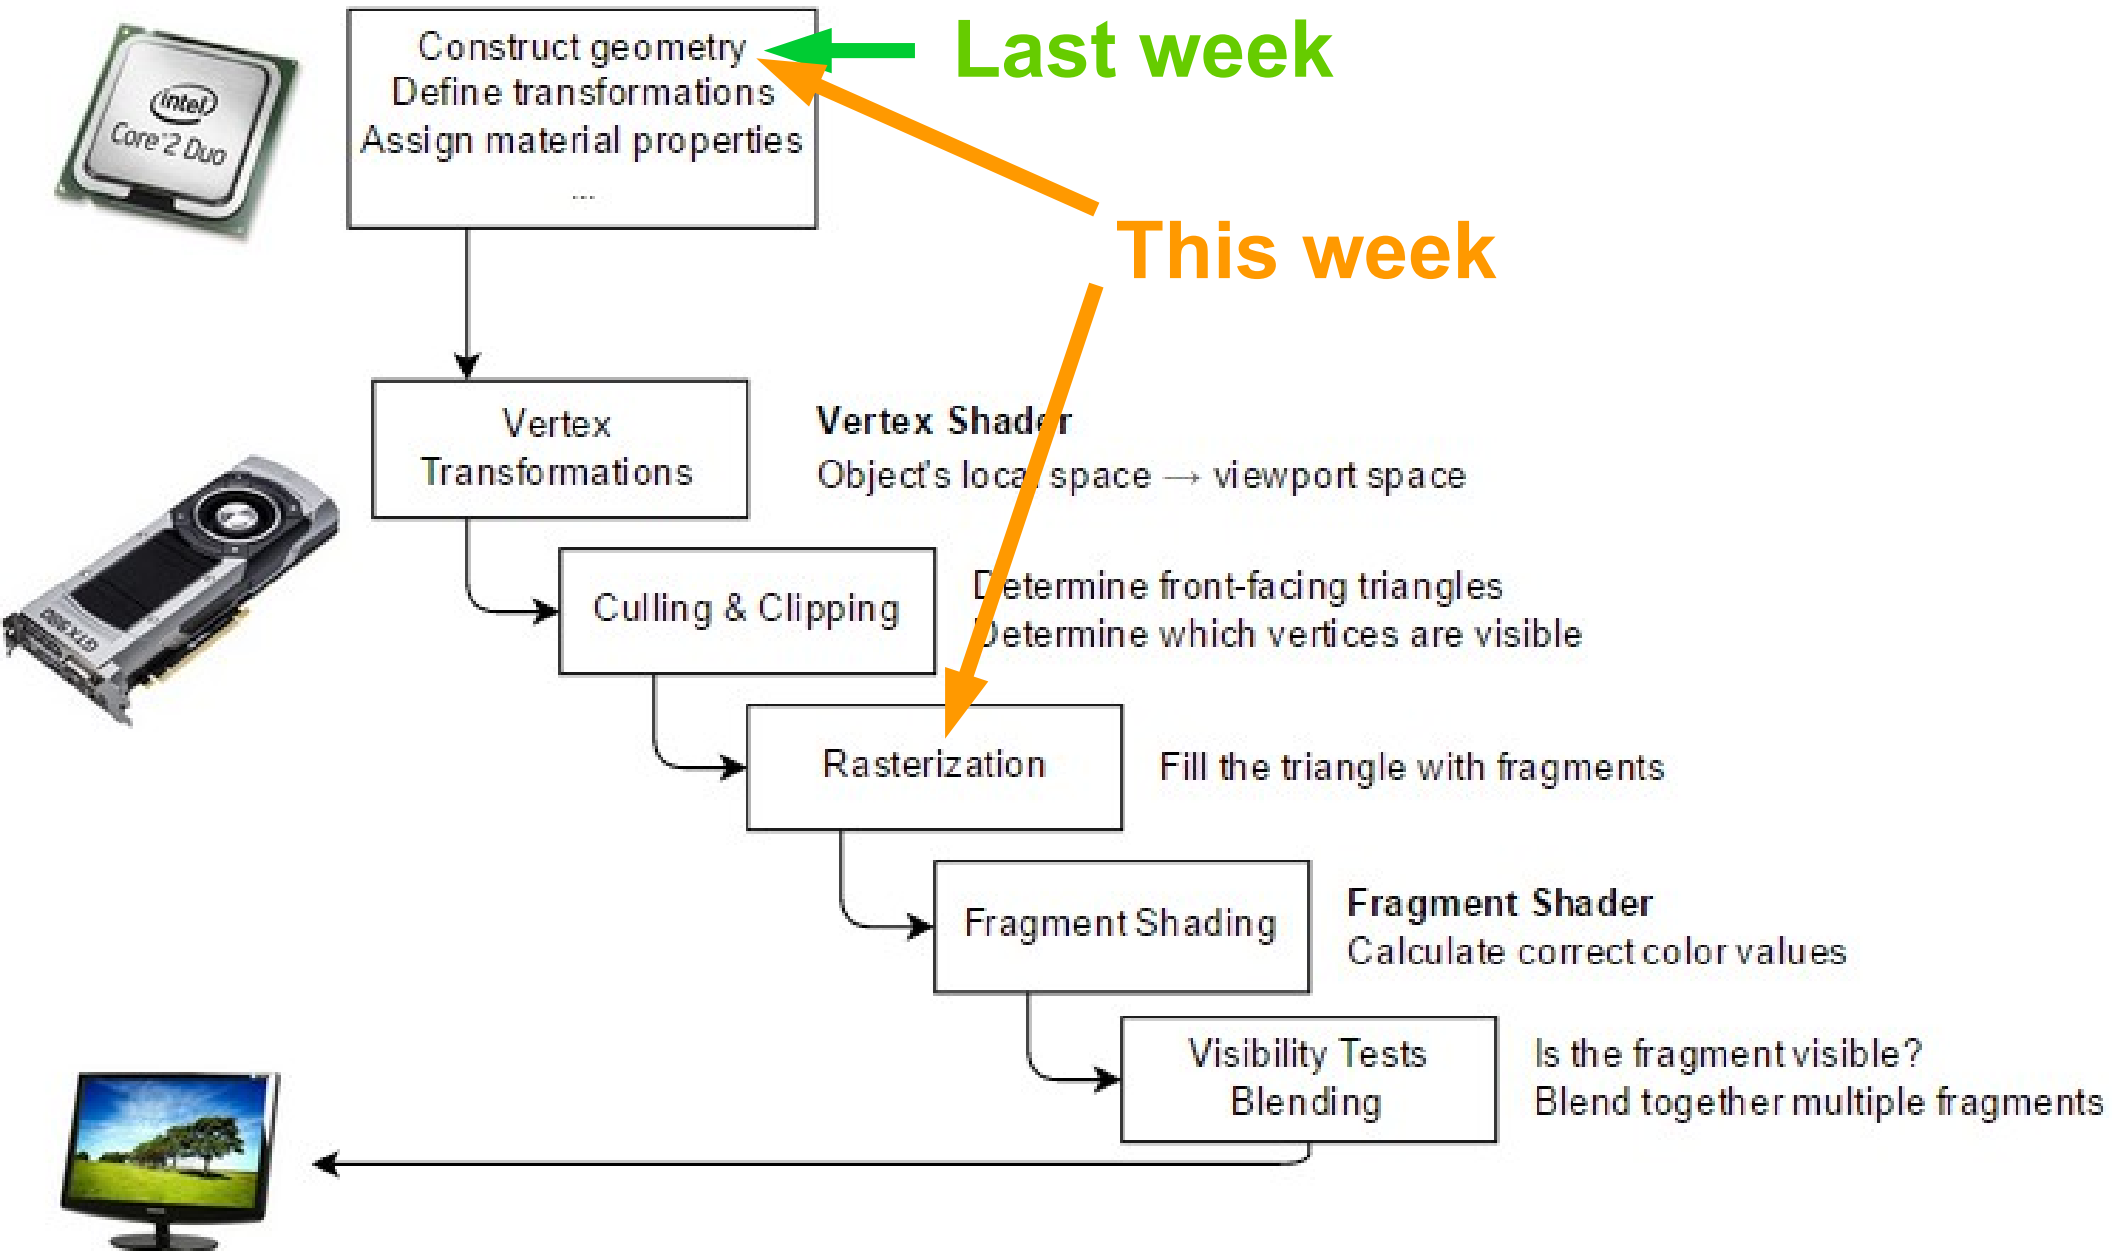 Construct geometry
Define transformations
Assign material properties
...
Last week
This week
intel
Core 2 Duo
Vertex
Transformations
Vertex Shader
Object's local space → viewport space
Culling & Clipping
Determine front-facing triangles
Determine which vertices are visible
GTX 980
Rasterization
Fill the triangle with fragments
Fragment Shading
Fragment Shader
Calculate correct color values
Visibility Tests
Blending
Is the fragment visible?
Blend together multiple fragments